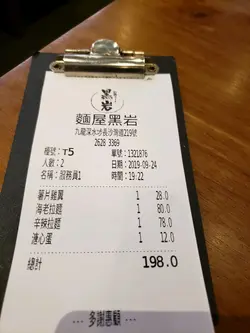 黑岩
麵屋黑岩
九龍深水埗長沙灣道219號
2628 3369
檯號：T5 單號：1321876
人數：2 日期：2019-09-24
名字：服務員1 時間：19:22
薯片雞翼 1 28.0
海老拉麵 1 80.0
辛辣拉麵 1 78.0
溏心蛋 1 12.0
總計 198.0
--- 多謝惠顧 ---